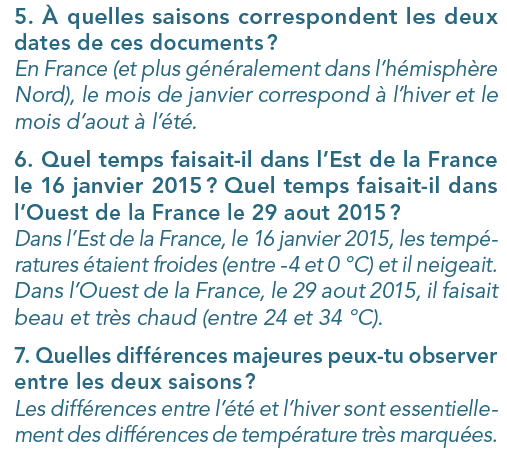 5. À quelles saisons correspondent les deux
dates de ces documents ?
En France (et plus généralement dans l'hémisphère
Nord), le mois de janvier correspond à l'hiver et le
mois d'aout à l'été.
6. Quel temps faisait-il dans l'Est de la France
le 16 janvier 2015 ? Quel temps faisait-il dans
l'Ouest de la France le 29 aout 2015 ?
Dans l'Est de la France, le 16 janvier 2015, les tempé-
ratures étaient froides (entre -4 et 0 °C) et il neigeait.
Dans l'Ouest de la France, le 29 aout 2015, il faisait
beau et très chaud (entre 24 et 34 °C).
7. Quelles différences majeures peux-tu observer
entre les deux saisons ?
Les différences entre l'été et l'hiver sont essentielle-
ment des différences de température très marquées.